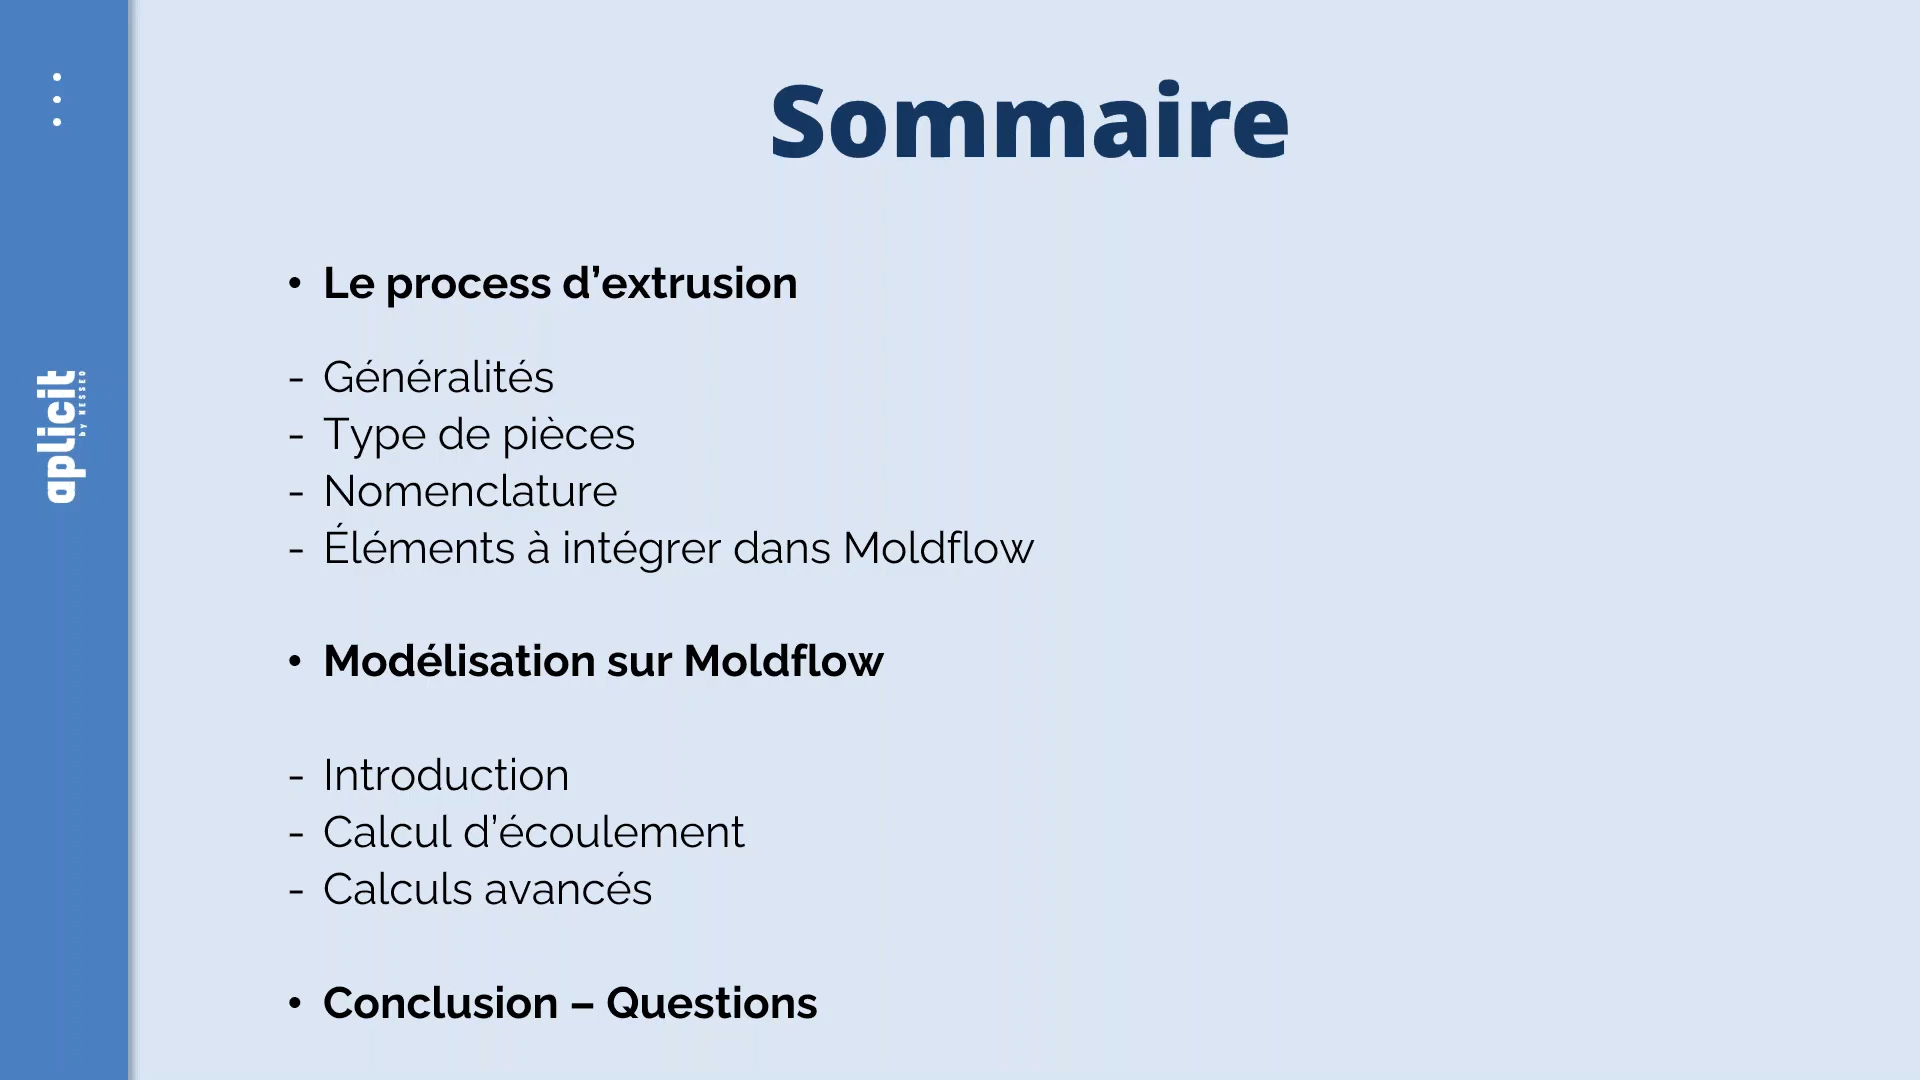 Sommaire
• Le process d’extrusion
- Généralités
- Type de pièces
- Nomenclature
- Éléments à intégrer dans Moldflow
• Modélisation sur Moldflow
- Introduction
- Calcul d’écoulement
- Calculs avancés
• Conclusion – Questions
aplicit
by NESSEO